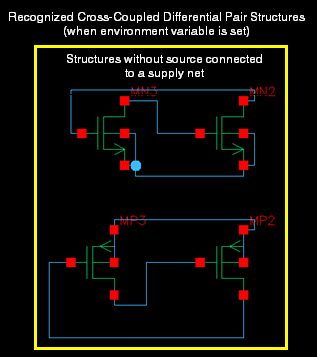 Recognized Cross-Coupled Differential Pair Structures
(when environment variable is set)
Structures without source connected
to a supply net
MN3 MN2
MP3 MP2